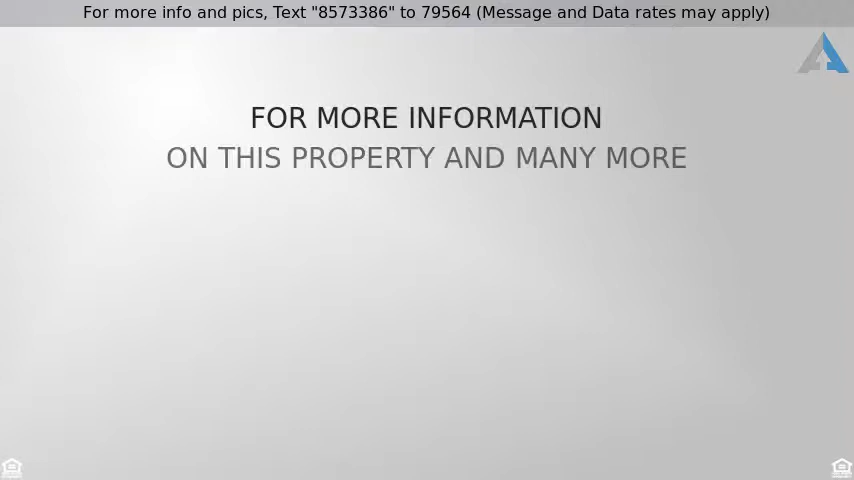 For more info and pics, Text "8573386" to 79564 (Message and Data rates may apply)
FOR MORE INFORMATION
ON THIS PROPERTY AND MANY MORE